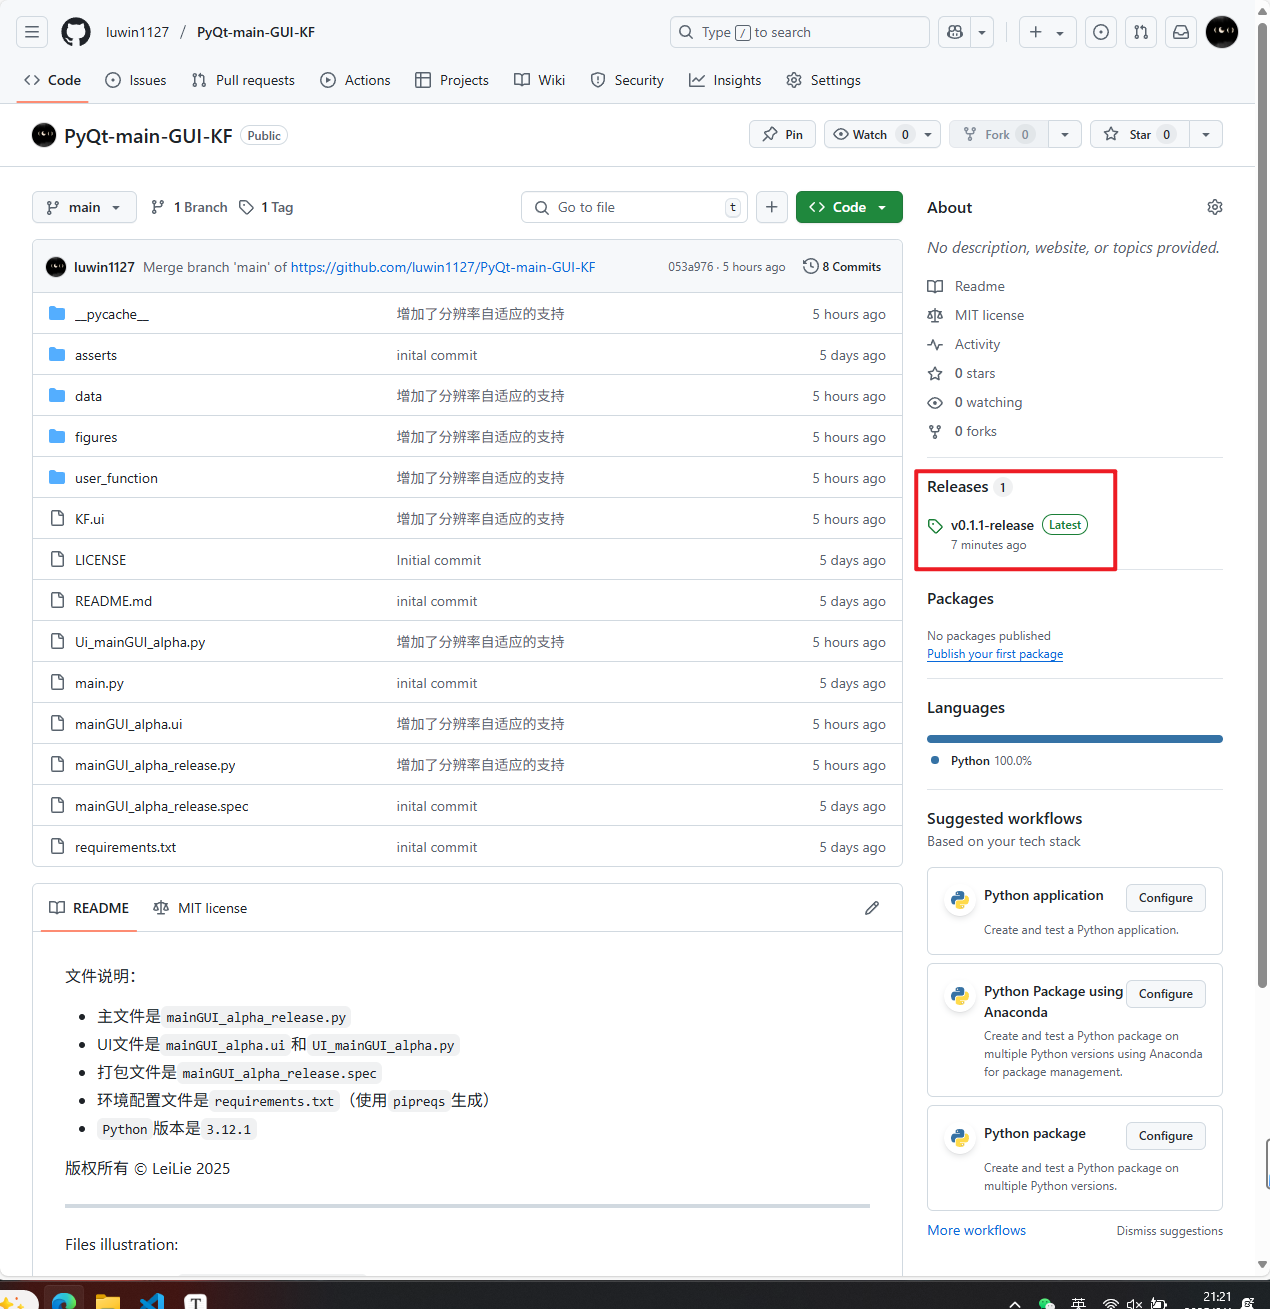 luwin1127 / PyQt-main-GUI-KF
Type / to search
Code Issues Pull requests Actions Projects Wiki Security Insights Settings
PyQt-main-GUI-KF Public
Pin Watch 0 Fork 0 Star 0
main 1 Branch 1 Tag
Go to file t
Code
luwin1127 Merge branch 'main' of https://github.com/luwin1127/PyQt-main-GUI-KF 053a976 · 5 hours ago 8 Commits
__pycache__ 增加了分辨率自适应的支持 5 hours ago
asserts inital commit 5 days ago
data 增加了分辨率自适应的支持 5 hours ago
figures 增加了分辨率自适应的支持 5 hours ago
user_function 增加了分辨率自适应的支持 5 hours ago
KF.ui 增加了分辨率自适应的支持 5 hours ago
LICENSE Initial commit 5 days ago
README.md inital commit 5 days ago
Ui_mainGUI_alpha.py 增加了分辨率自适应的支持 5 hours ago
main.py inital commit 5 days ago
mainGUI_alpha.ui 增加了分辨率自适应的支持 5 hours ago
mainGUI_alpha_release.py 增加了分辨率自适应的支持 5 hours ago
mainGUI_alpha_release.spec inital commit 5 days ago
requirements.txt inital commit 5 days ago
README MIT license
文件说明：
主文件是 mainGUI_alpha_release.py
UI文件是 mainGUI_alpha.ui 和 UI_mainGUI_alpha.py
打包文件是 mainGUI_alpha_release.spec
环境配置文件是 requirements.txt （使用 pipreqs 生成）
Python 版本是 3.12.1
版权所有 © LeiLie 2025
Files illustration:
About
No description, website, or topics provided.
Readme
MIT license
Activity
0 stars
0 watching
0 forks
Releases 1
v0.1.1-release Latest
7 minutes ago
Packages
No packages published
Publish your first package
Languages
Python 100.0%
Suggested workflows
Based on your tech stack
Python application Configure
Create and test a Python application.
Python Package using Configure
Anaconda
Create and test a Python package on
multiple Python versions using Anaconda
for package management.
Python package Configure
Create and test a Python package on
multiple Python versions.
More workflows Dismiss suggestions
T
英
21:21